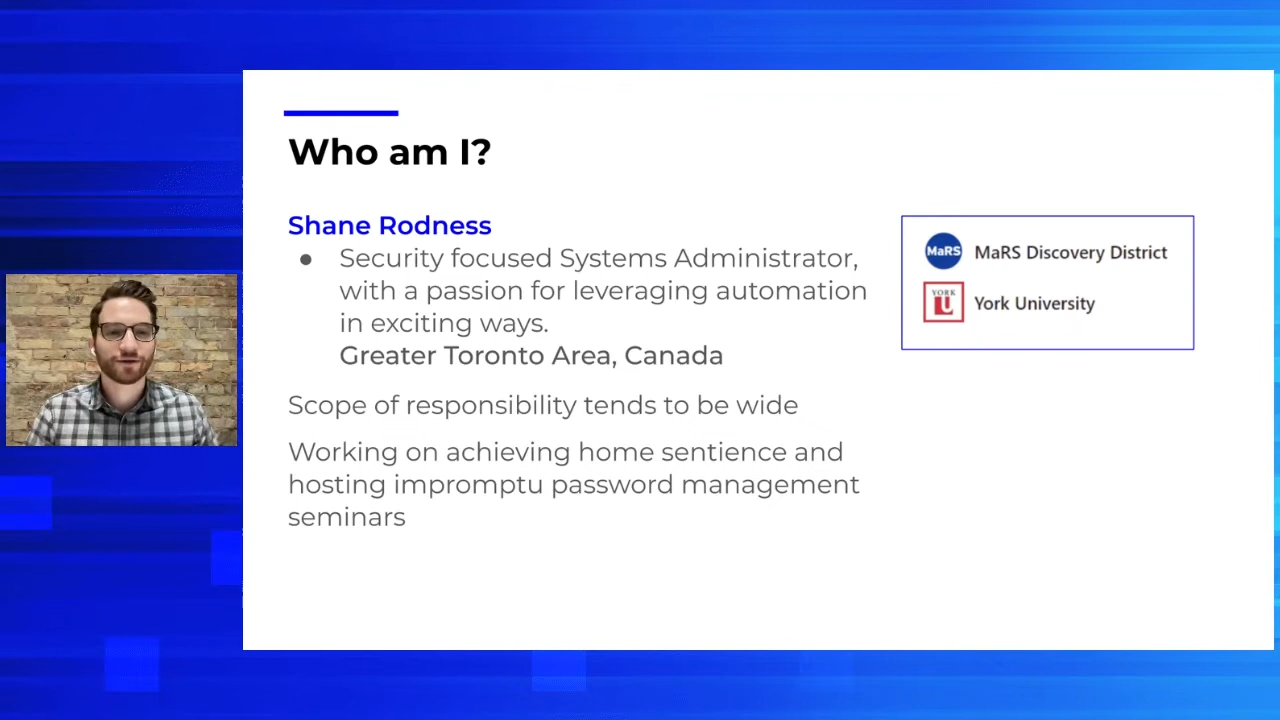 Who am I?
Shane Rodness
● Security focused Systems Administrator,
with a passion for leveraging automation
in exciting ways.
Greater Toronto Area, Canada
Scope of responsibility tends to be wide
Working on achieving home sentience and
hosting impromptu password management
seminars
MaRS MaRS Discovery District
YORK U York University